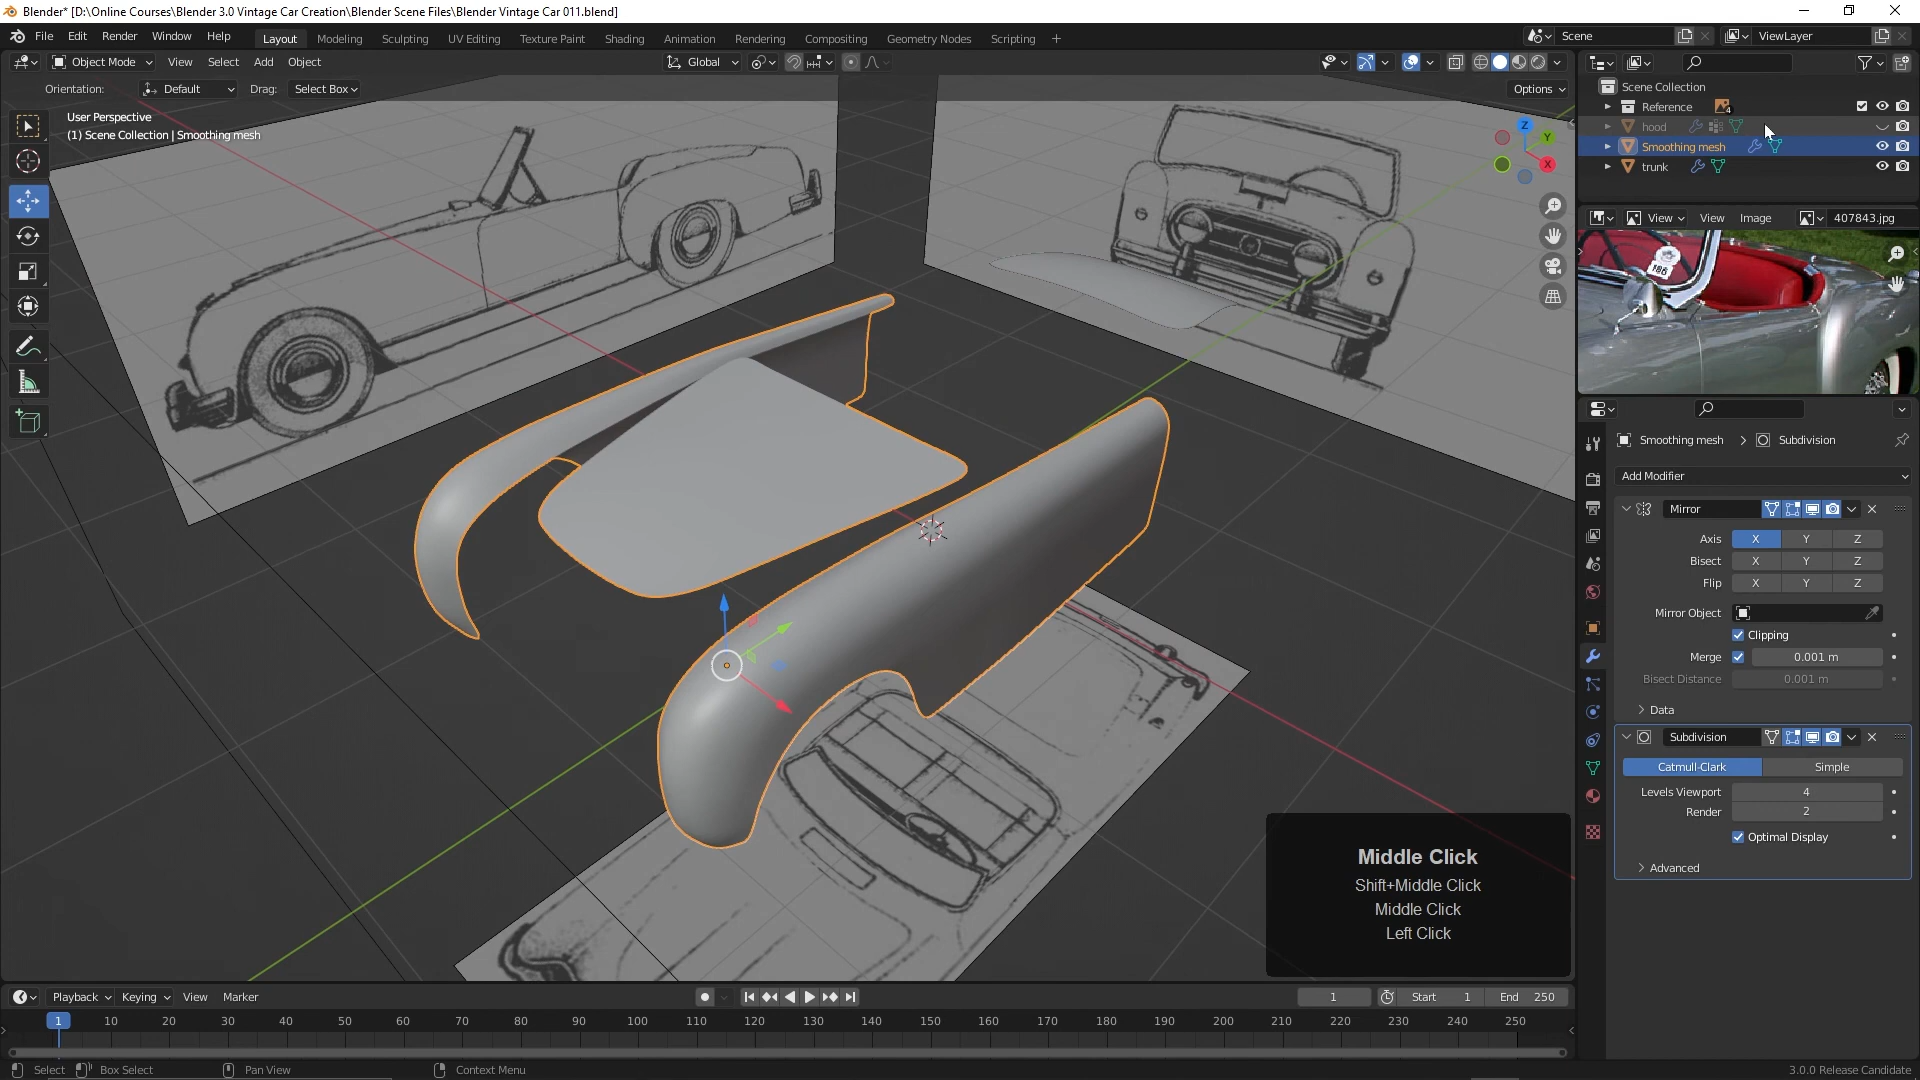 Blender* [D:\Online Courses\Blender 3.0 Vintage Car Creation\Blender Scene Files\Blender Vintage Car 011.blend]
File Edit Render Window Help Layout Modeling Sculpting UV Editing Texture Paint Shading Animation Rendering Compositing Geometry Nodes Scripting + Scene ViewLayer
Object Mode View Select Add Object Global
Orientation: Default Drag: Select Box Options
User Perspective
(1) Scene Collection | Smoothing mesh
Z
Y
X
Scene Collection
Reference 4
hood
Smoothing mesh
trunk
View View Image 407843.jpg
186
Smoothing mesh > Subdivision
Add Modifier
Mirror
Axis X Y Z
Bisect X Y Z
Flip X Y Z
Mirror Object
Clipping
Merge 0.001 m
Bisect Distance 0.001 m
Data
Subdivision
Catmull-Clark Simple
Levels Viewport 4
Render 2
Optimal Display
Advanced
Middle Click
Shift+Middle Click
Middle Click
Left Click
Playback Keying View Marker 1 Start 1 End 250
1 10 20 30 40 50 60 70 80 90 100 110 120 130 140 150 160 170 180 190 200 210 220 230 240 250
Select Box Select Pan View Context Menu 3.0.0 Release Candidate